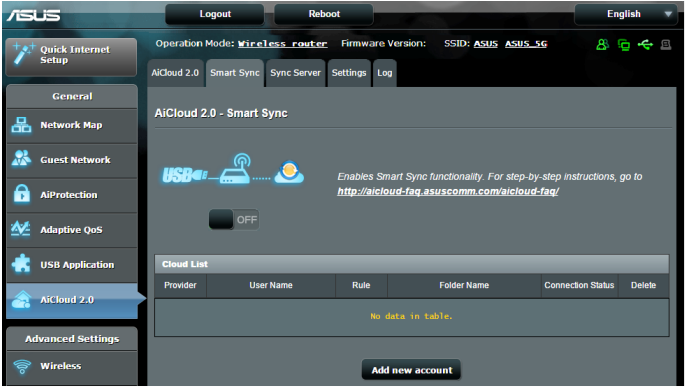 ASUS
Logout Reboot English
Quick Internet
Setup
Operation Mode: Wireless router Firmware Version: SSID: ASUS ASUS_5G
AiCloud 2.0 Smart Sync Sync Server Settings Log
General
Network Map
Guest Network
AiProtection
Adaptive QoS
USB Application
AiCloud 2.0
Advanced Settings
Wireless
AiCloud 2.0 - Smart Sync
USB
Enables Smart Sync functionality. For step-by-step instructions, go to
http://aicloud-faq.asuscomm.com/aicloud-faq/
OFF
Cloud List
Provider User Name Rule Folder Name Connection Status Delete
No data in table.
Add new account